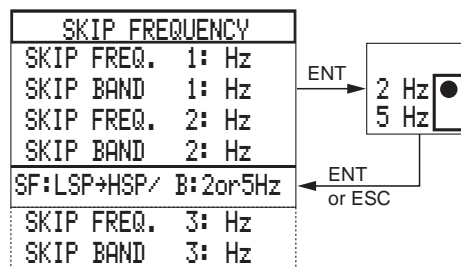 SKIP FREQUENCY
SKIP FREQ. 1: Hz
SKIP BAND 1: Hz
SKIP FREQ. 2: Hz
SKIP BAND 2: Hz
SF:LSP→HSP/ B:2or5Hz
SKIP FREQ. 3: Hz
SKIP BAND 3: Hz
ENT
2 Hz
5 Hz
ENT
or ESC